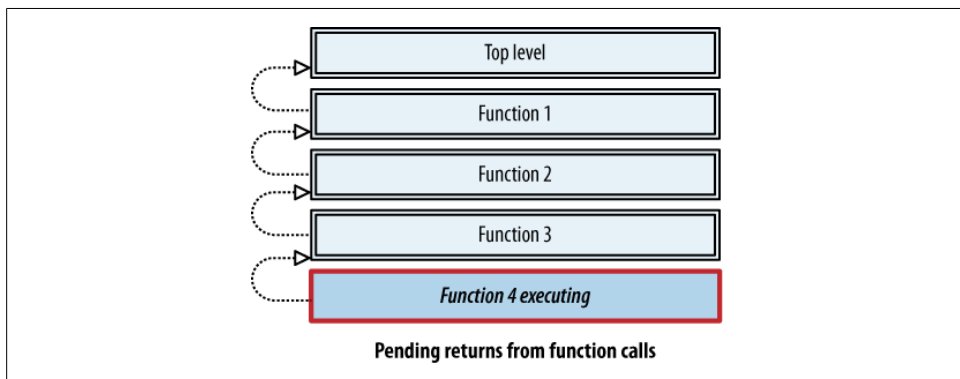 Top level
Function 1
Function 2
Function 3
Function 4 executing
Pending returns from function calls